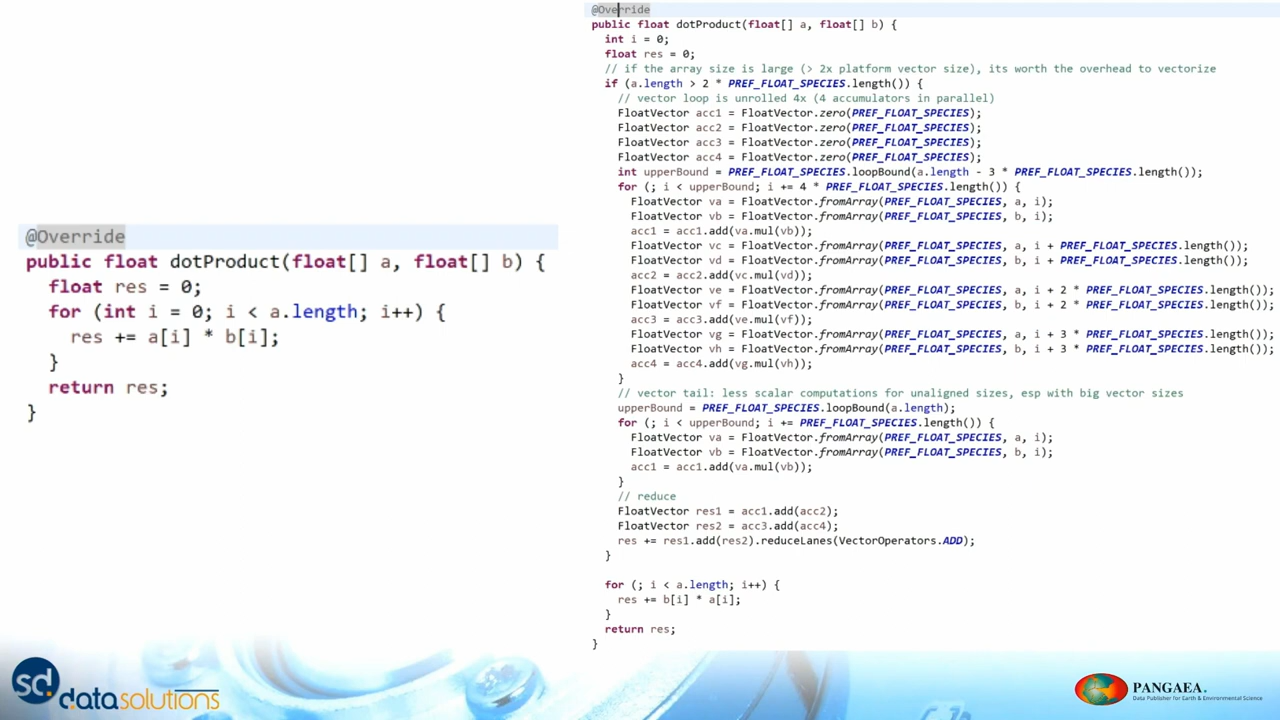 @Override
public float dotProduct(float[] a, float[] b) {
  float res = 0;
  for (int i = 0; i < a.length; i++) {
    res += a[i] * b[i];
  }
  return res;
}
@Override
public float dotProduct(float[] a, float[] b) {
  int i = 0;
  float res = 0;
  // if the array size is large (> 2x platform vector size), its worth the overhead to vectorize
  if (a.length > 2 * PREF_FLOAT_SPECIES.length()) {
    // vector loop is unrolled 4x (4 accumulators in parallel)
    FloatVector acc1 = FloatVector.zero(PREF_FLOAT_SPECIES);
    FloatVector acc2 = FloatVector.zero(PREF_FLOAT_SPECIES);
    FloatVector acc3 = FloatVector.zero(PREF_FLOAT_SPECIES);
    FloatVector acc4 = FloatVector.zero(PREF_FLOAT_SPECIES);
    int upperBound = PREF_FLOAT_SPECIES.loopBound(a.length - 3 * PREF_FLOAT_SPECIES.length());
    for (; i < upperBound; i += 4 * PREF_FLOAT_SPECIES.length()) {
      FloatVector va = FloatVector.fromArray(PREF_FLOAT_SPECIES, a, i);
      FloatVector vb = FloatVector.fromArray(PREF_FLOAT_SPECIES, b, i);
      acc1 = acc1.add(va.mul(vb));
      FloatVector vc = FloatVector.fromArray(PREF_FLOAT_SPECIES, a, i + PREF_FLOAT_SPECIES.length());
      FloatVector vd = FloatVector.fromArray(PREF_FLOAT_SPECIES, b, i + PREF_FLOAT_SPECIES.length());
      acc2 = acc2.add(vc.mul(vd));
      FloatVector ve = FloatVector.fromArray(PREF_FLOAT_SPECIES, a, i + 2 * PREF_FLOAT_SPECIES.length());
      FloatVector vf = FloatVector.fromArray(PREF_FLOAT_SPECIES, b, i + 2 * PREF_FLOAT_SPECIES.length());
      acc3 = acc3.add(ve.mul(vf));
      FloatVector vg = FloatVector.fromArray(PREF_FLOAT_SPECIES, a, i + 3 * PREF_FLOAT_SPECIES.length());
      FloatVector vh = FloatVector.fromArray(PREF_FLOAT_SPECIES, b, i + 3 * PREF_FLOAT_SPECIES.length());
      acc4 = acc4.add(vg.mul(vh));
    }
    // vector tail: less scalar computations for unaligned sizes, esp with big vector sizes
    upperBound = PREF_FLOAT_SPECIES.loopBound(a.length);
    for (; i < upperBound; i += PREF_FLOAT_SPECIES.length()) {
      FloatVector va = FloatVector.fromArray(PREF_FLOAT_SPECIES, a, i);
      FloatVector vb = FloatVector.fromArray(PREF_FLOAT_SPECIES, b, i);
      acc1 = acc1.add(va.mul(vb));
    }
    // reduce
    FloatVector res1 = acc1.add(acc2);
    FloatVector res2 = acc3.add(acc4);
    res += res1.add(res2).reduceLanes(VectorOperators.ADD);
  }
  for (; i < a.length; i++) {
    res += b[i] * a[i];
  }
  return res;
}
sd datasolutions
PANGAEA.
Data Publisher for Earth & Environmental Science